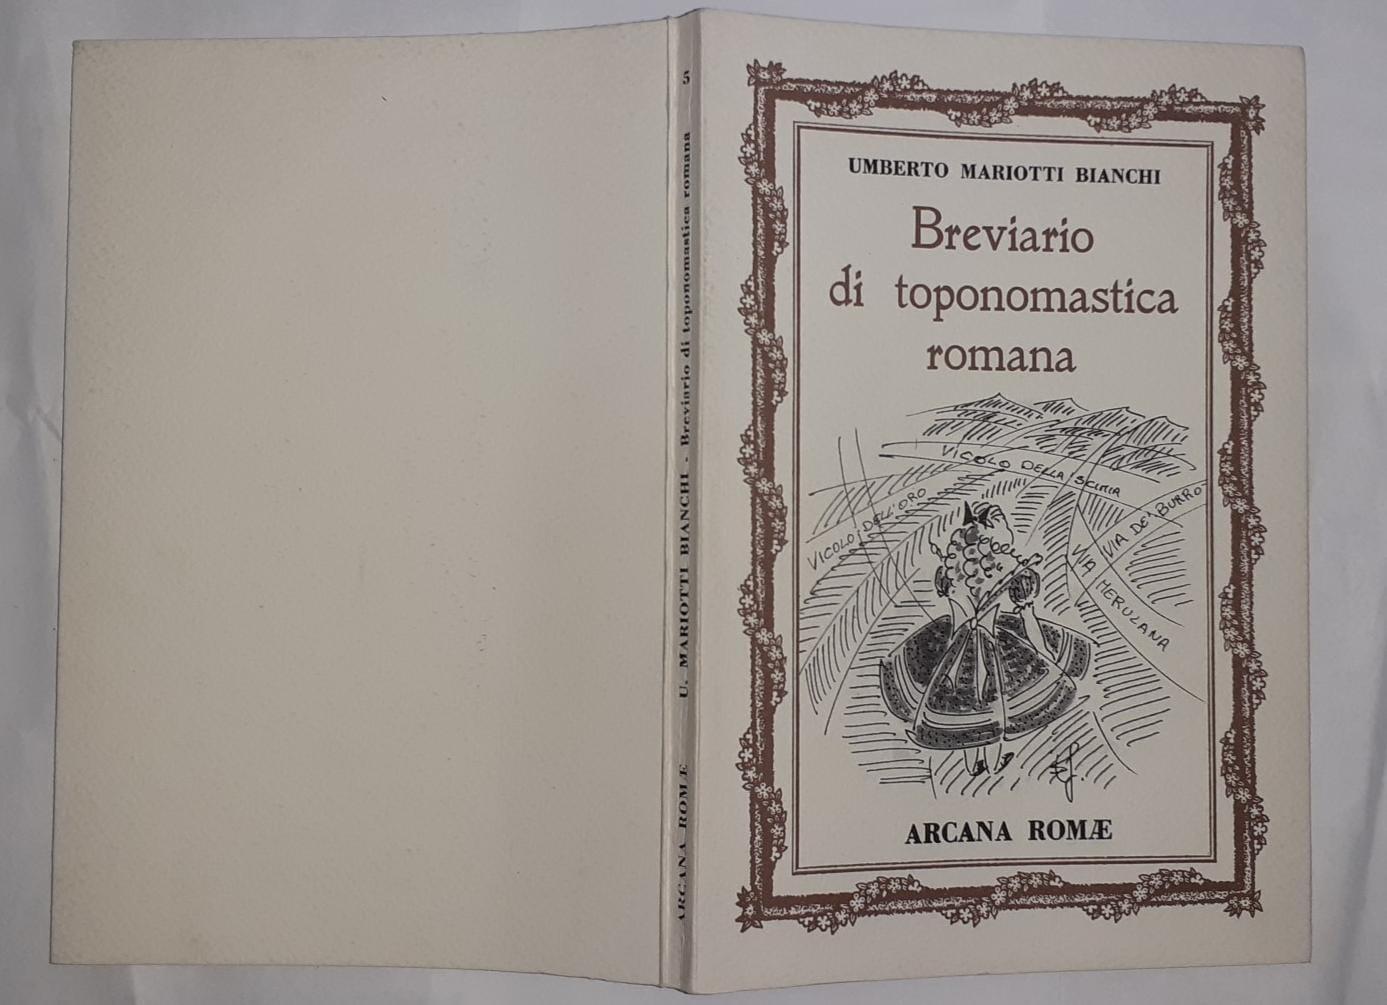 UMBERTO MARIOTTI BIANCHI
Breviario
di toponomastica
romana
VICOLO DELLA SCIMIA
VICOLO DELL'ORO
VIA DE' BURRO
VIA MERULANA
ARCANA ROMÆ
ARCANA ROMÆ U. MARIOTTI BIANCHI - Breviario di toponomastica romana 5